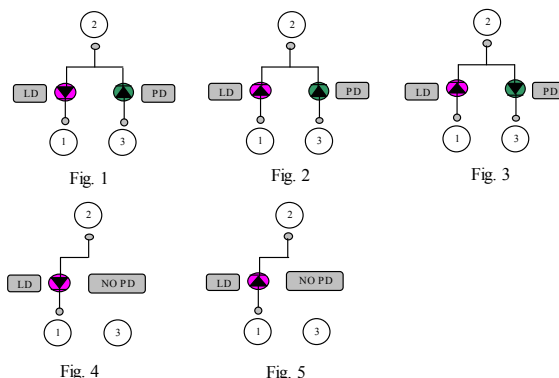 2 2 2
LD PD LD PD LD PD
1 3 1 3 1 3
Fig. 1 Fig. 2 Fig. 3
2 2
LD NO PD LD NO PD
1 3 1 3
Fig. 4 Fig. 5